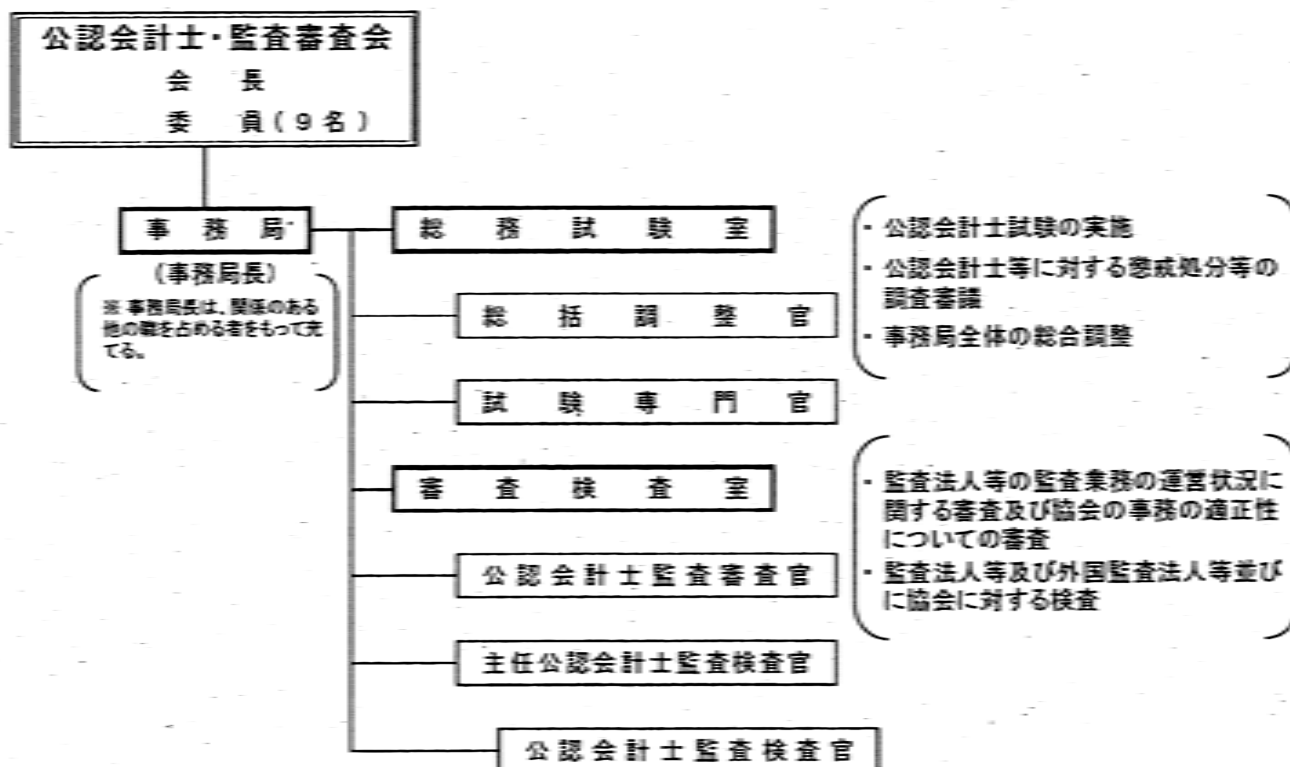 公認会計士・監査審査会
会長
委員(9名)
事務局
(事務局長)
※ 事務局長は、関係のある
他の職を占める者をもって充
てる。
総務試験室
総括調整官
試験専門官
・ 公認会計士試験の実施
・ 公認会計士等に対する懲戒処分等の
調査審議
・ 事務局全体の総合調整
審査検査室
公認会計士監査審査官
主任公認会計士監査検査官
公認会計士監査検査官
・ 監査法人等の監査業務の運営状況に
関する審査及び協会の事務の適正性
についての審査
・ 監査法人等及び外国監査法人等並び
に協会に対する検査